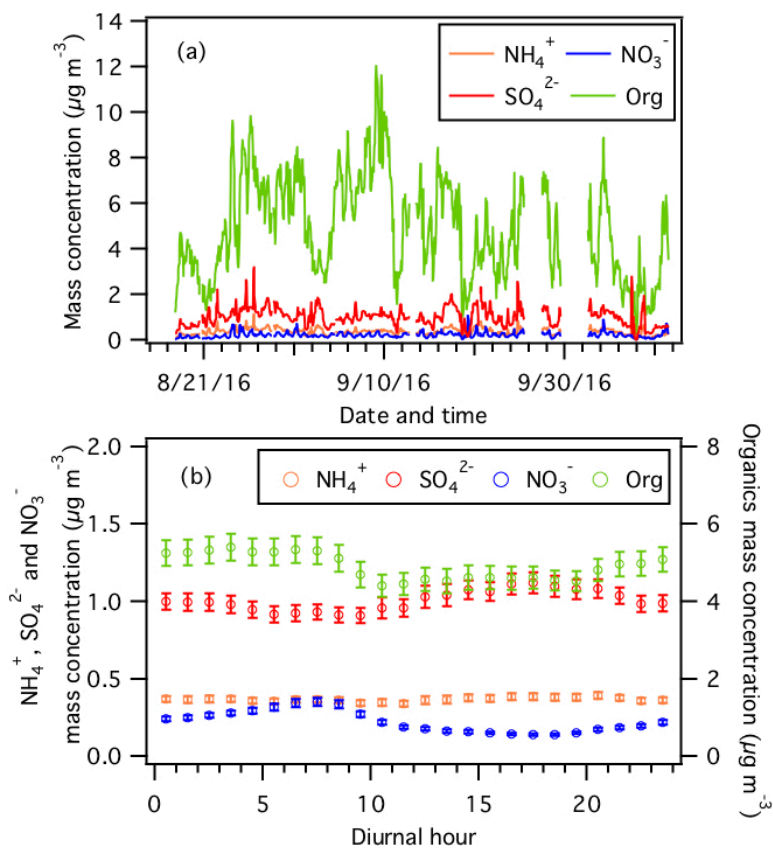 (a)
NH₄⁺ NO₃⁻
SO₄²⁻ Org
14
12
10
8
6
4
2
0
Mass concentration (µg m⁻³)
8/21/16 9/10/16 9/30/16
Date and time
(b)
NH₄⁺ SO₄²⁻ NO₃⁻ Org
2.0
1.5
1.0
0.5
0.0
NH₄⁺, SO₄²⁻ and NO₃⁻
mass concentration (µg m⁻³)
8
6
4
2
0
Organics mass concentration (µg m⁻³)
0 5 10 15 20
Diurnal hour